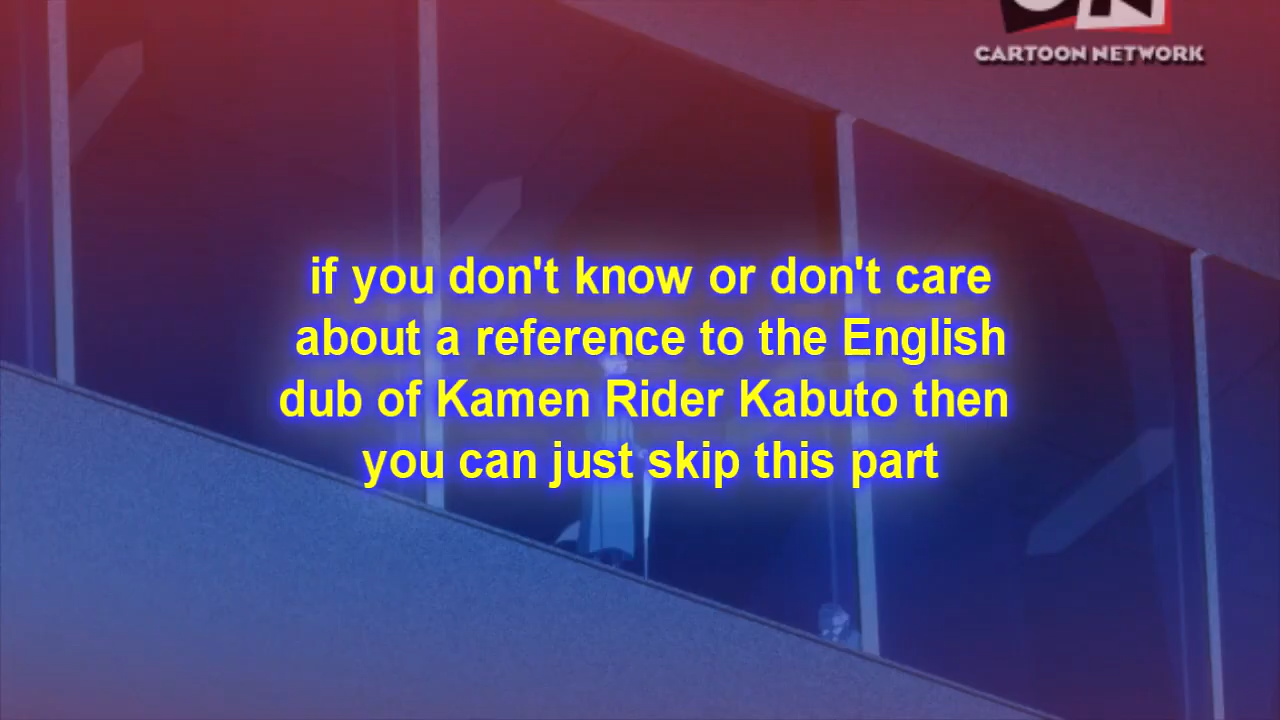 CN
CARTOON NETWORK
if you don't know or don't care
about a reference to the English
dub of Kamen Rider Kabuto then
you can just skip this part